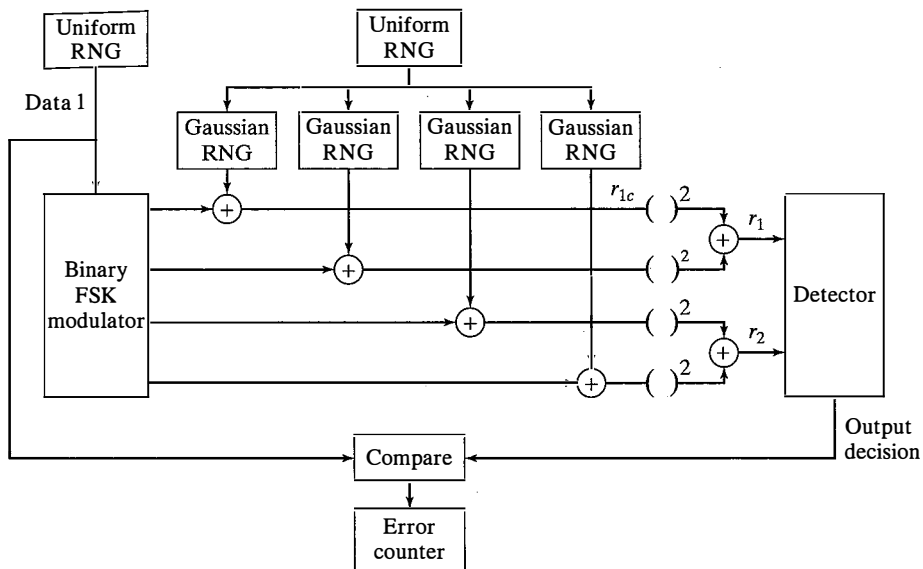 Uniform
RNG
Uniform
RNG
Data 1
Gaussian
RNG
Gaussian
RNG
Gaussian
RNG
Gaussian
RNG
r1c
( )2
r1
( )2
Binary
FSK
modulator
Detector
( )2
r2
( )2
Output
decision
Compare
Error
counter
+
+
+
+
+
+